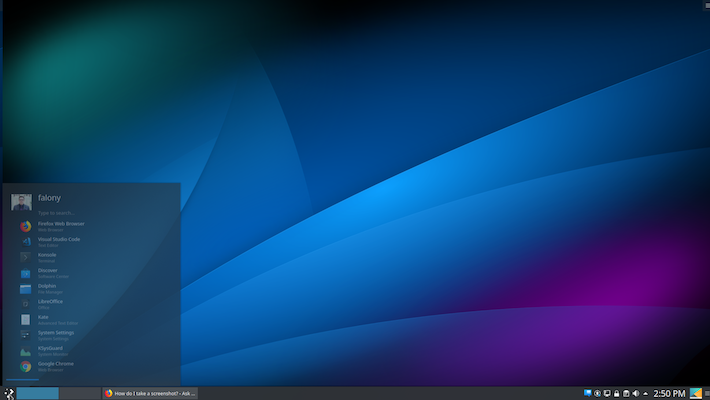 falony
Type to search...
Firefox Web Browser
Web Browser
Visual Studio Code
Text Editor
Konsole
Terminal
Discover
Software Center
Dolphin
File Manager
LibreOffice
Office
Kate
Advanced Text Editor
System Settings
System Settings
KSysGuard
System Monitor
Google Chrome
Web Browser
How do I take a screenshot? - Ask ...
2:50 PM